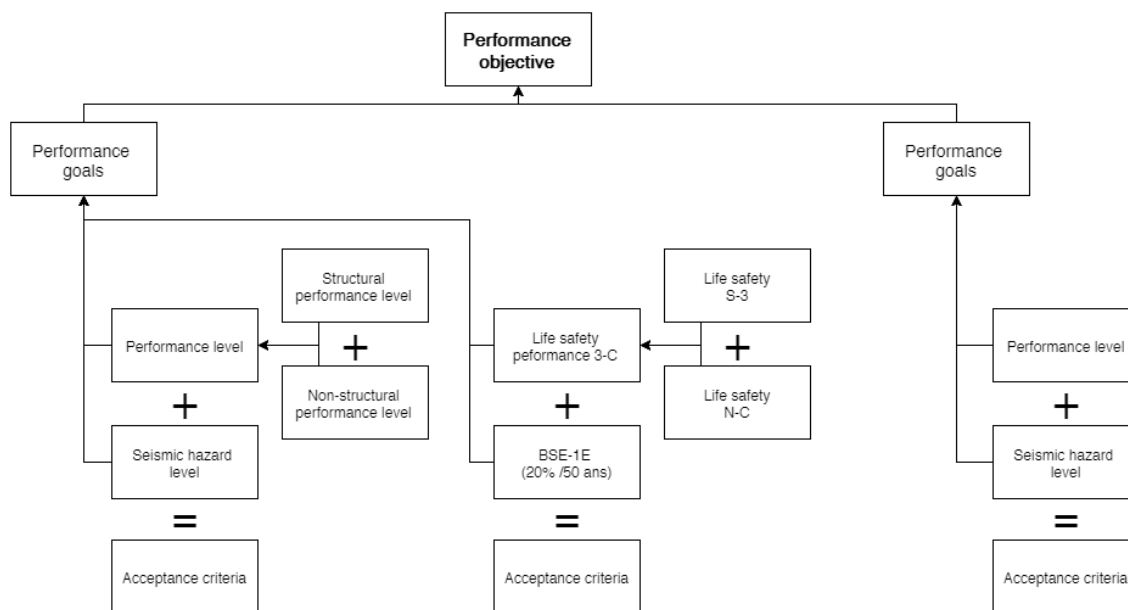 Performance
objective
Performance
goals
Performance
goals
Structural
performance level
Life safety
S-3
Performance level
+
Life safety
peformance 3-C
+
Performance level
Non-structural
performance level
Life safety
N-C
+
+
+
Seismic hazard
level
BSE-1E
(20% /50 ans)
Seismic hazard
level
=
=
=
Acceptance criteria
Acceptance criteria
Acceptance criteria